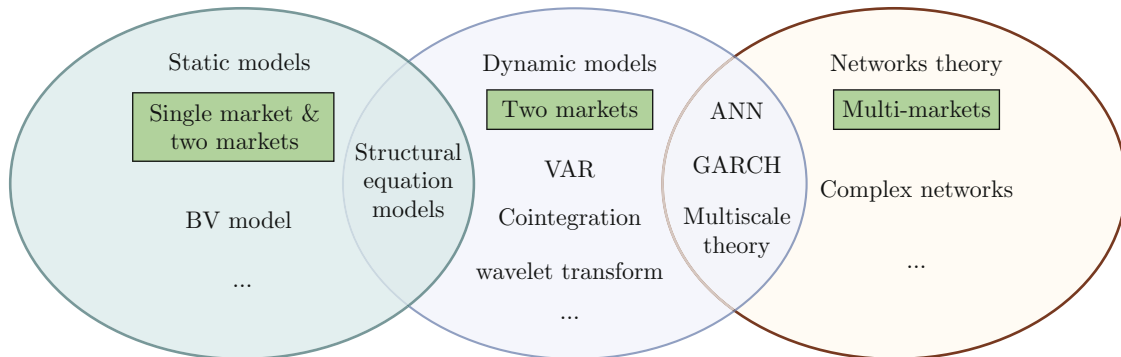 Static models
Single market &
two markets
BV model
...
Structural
equation
models
Dynamic models
Two markets
VAR
Cointegration
wavelet transform
...
ANN
GARCH
Multiscale
theory
Networks theory
Multi-markets
Complex networks
...